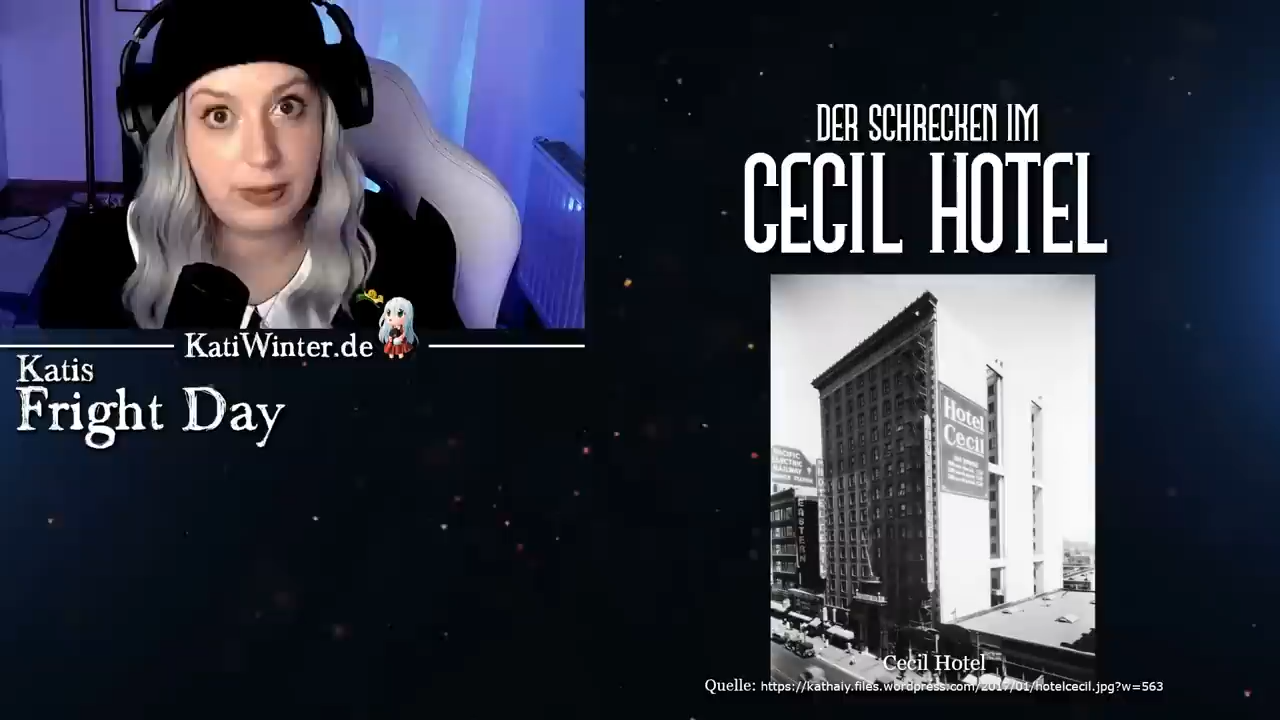 KatiWinter.de
Katis
Fright Day
DER SCHRECKEN IM
CECIL HOTEL
Hotel
Cecil
PACIFIC
ELECTRIC
RAILWAY
EASTERN
Cecil Hotel
Quelle: https://kathaiy.files.wordpress.com/2017/01/hotelcecil.jpg?w=563